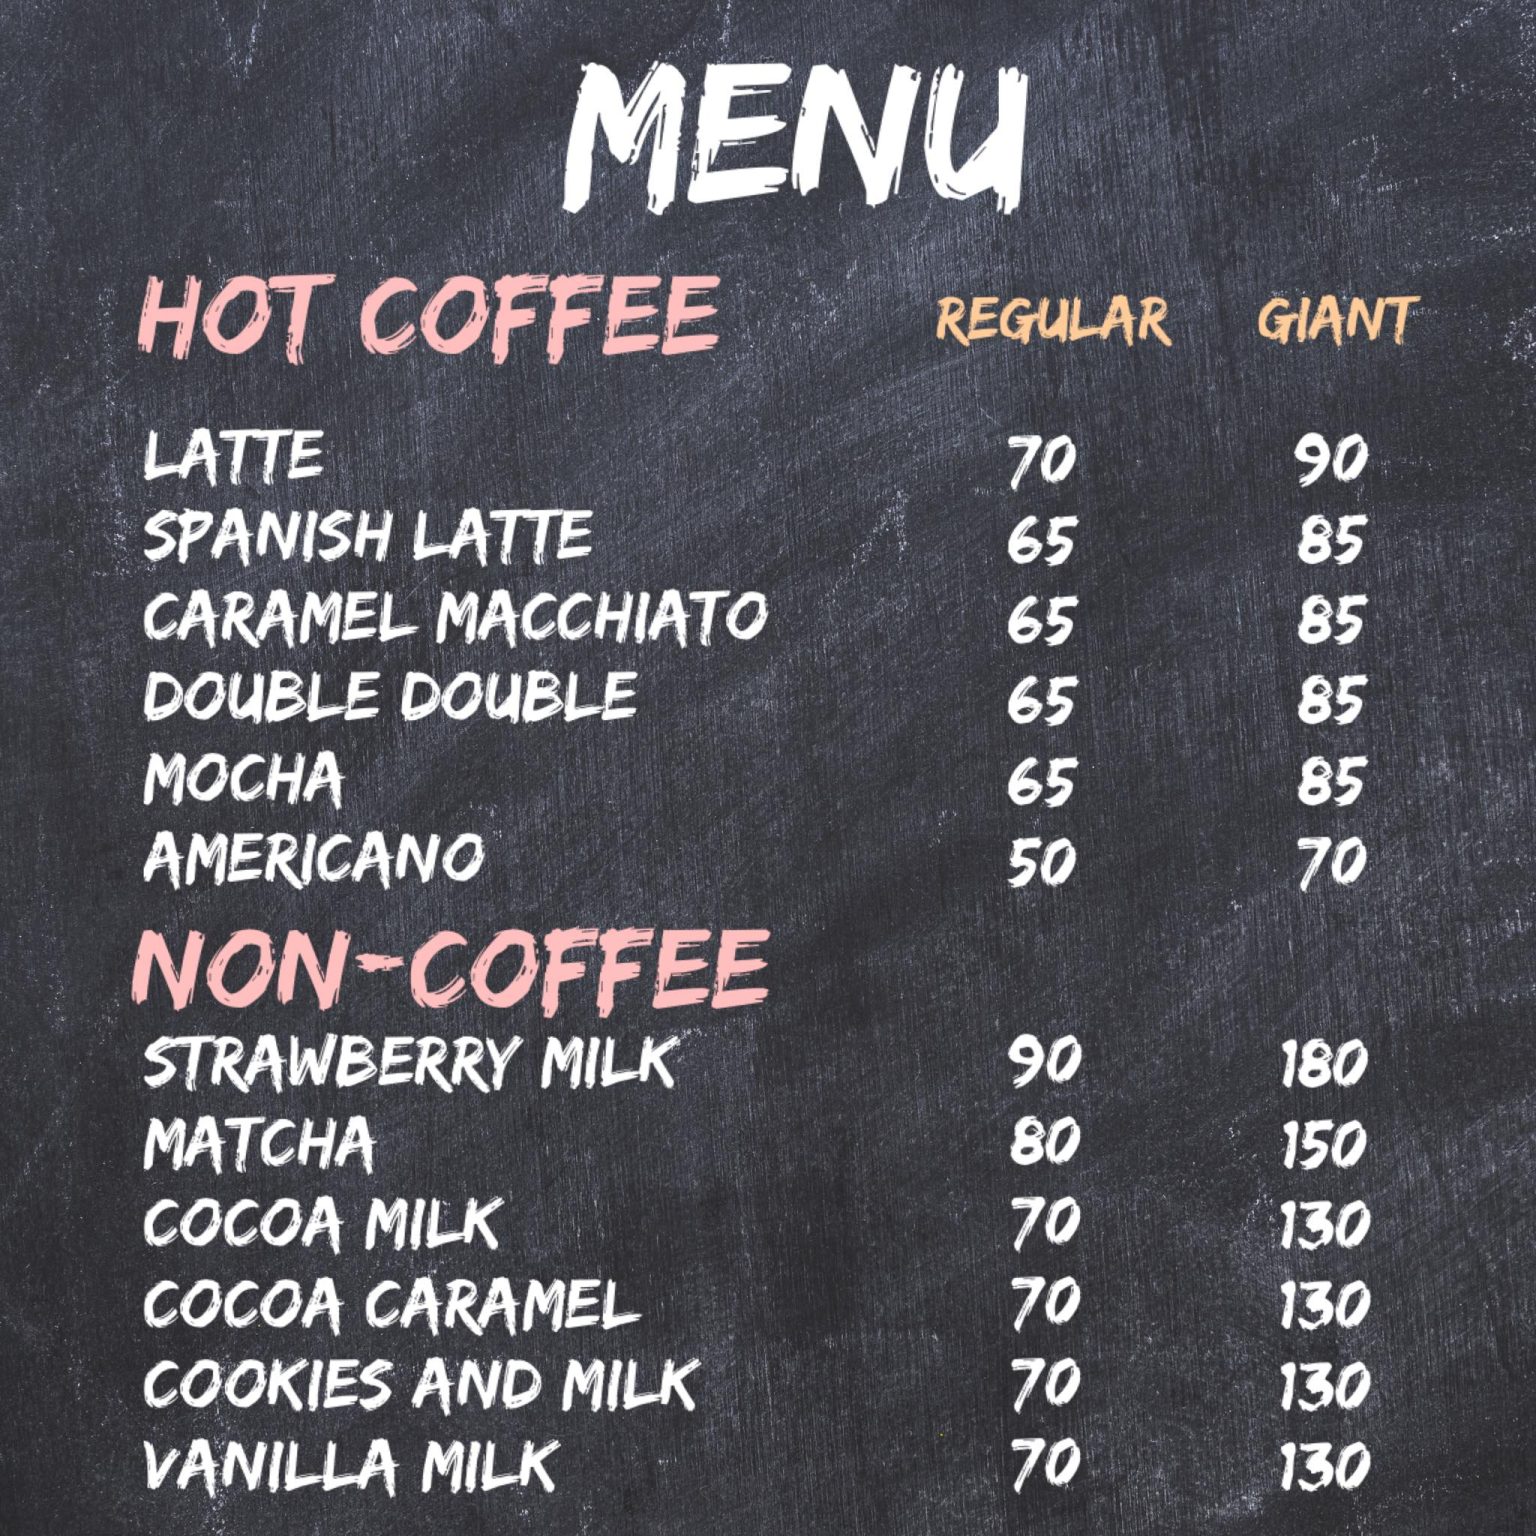 MENU
HOT COFFEE REGULAR GIANT
LATTE 70 90
SPANISH LATTE 65 85
CARAMEL MACCHIATO 65 85
DOUBLE DOUBLE 65 85
MOCHA 65 85
AMERICANO 50 70
NON-COFFEE
STRAWBERRY MILK 90 180
MATCHA 80 150
COCOA MILK 70 130
COCOA CARAMEL 70 130
COOKIES AND MILK 70 130
VANILLA MILK 70 130